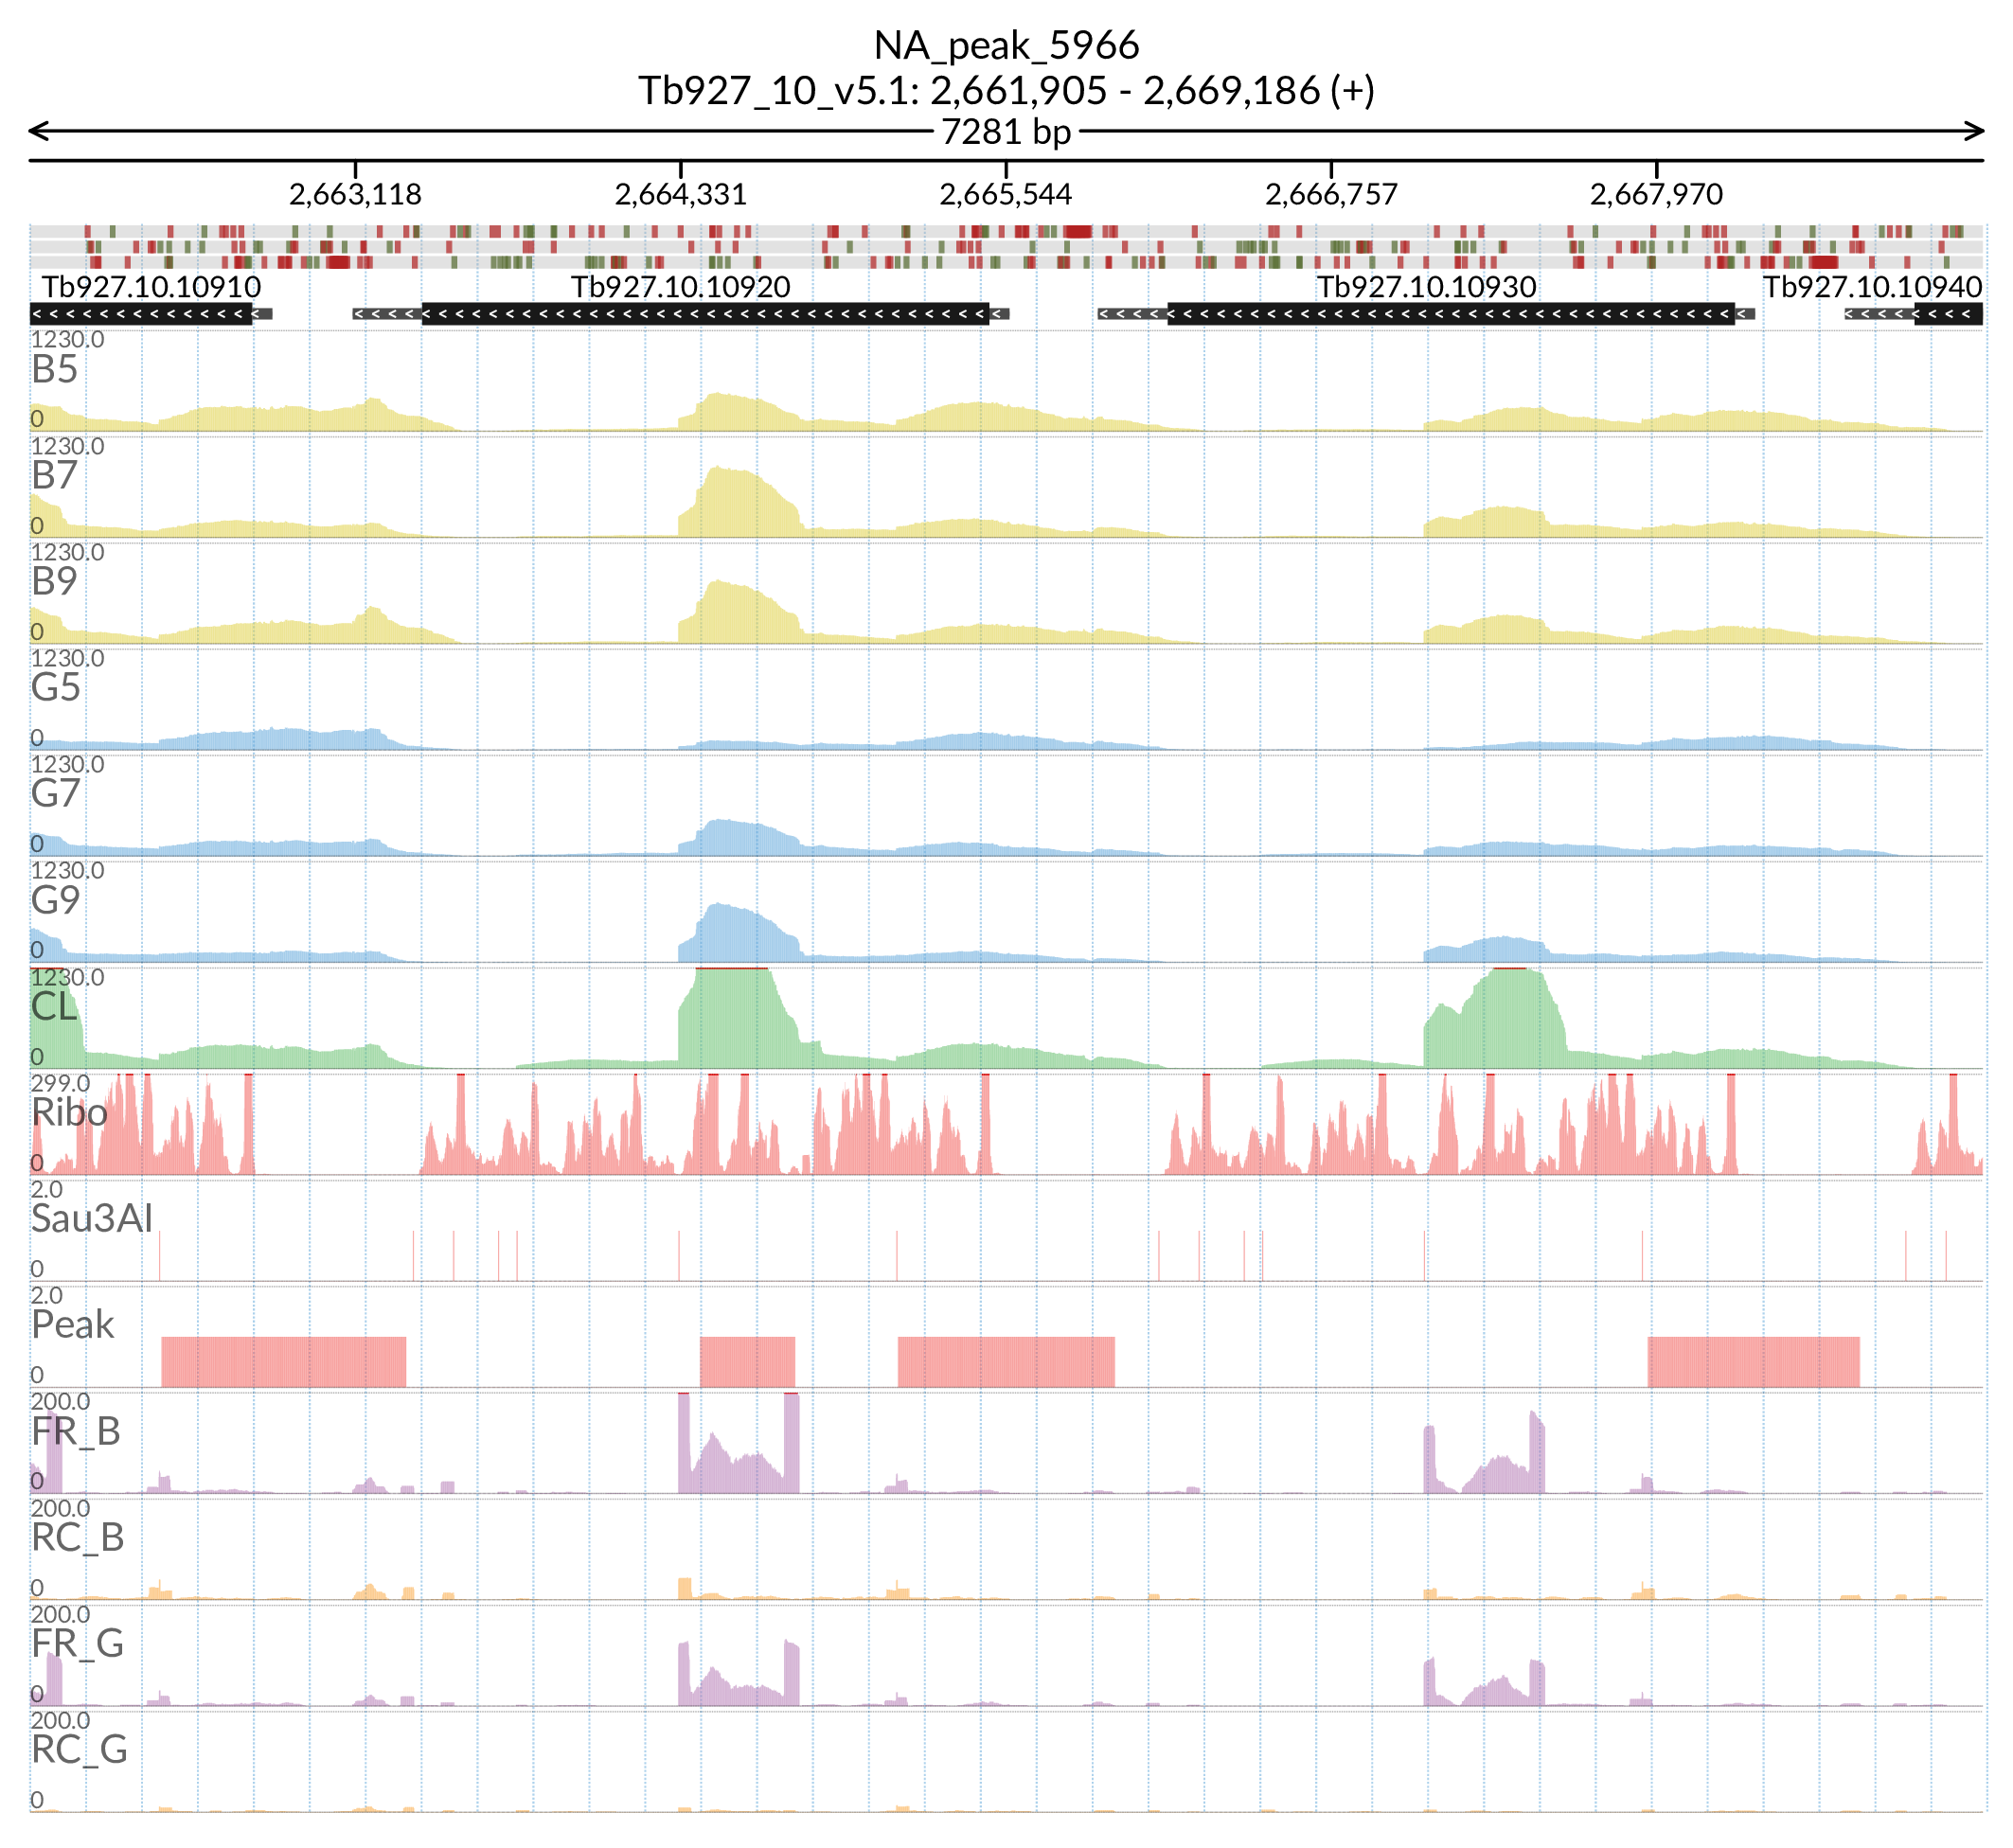 NA_peak_5966
Tb927_10_v5.1: 2,661,905 - 2,669,186 (+)
7281 bp
2,663,118 2,664,331 2,665,544 2,666,757 2,667,970
Tb927.10.10910 Tb927.10.10920 Tb927.10.10930 Tb927.10.10940
1230.0
B5
0
1230.0
B7
0
1230.0
B9
0
1230.0
G5
0
1230.0
G7
0
1230.0
G9
0
1230.0
CL
0
299.0
Ribo
0
2.0
Sau3AI
0
2.0
Peak
0
200.0
FR_B
0
200.0
RC_B
0
200.0
FR_G
0
200.0
RC_G
0